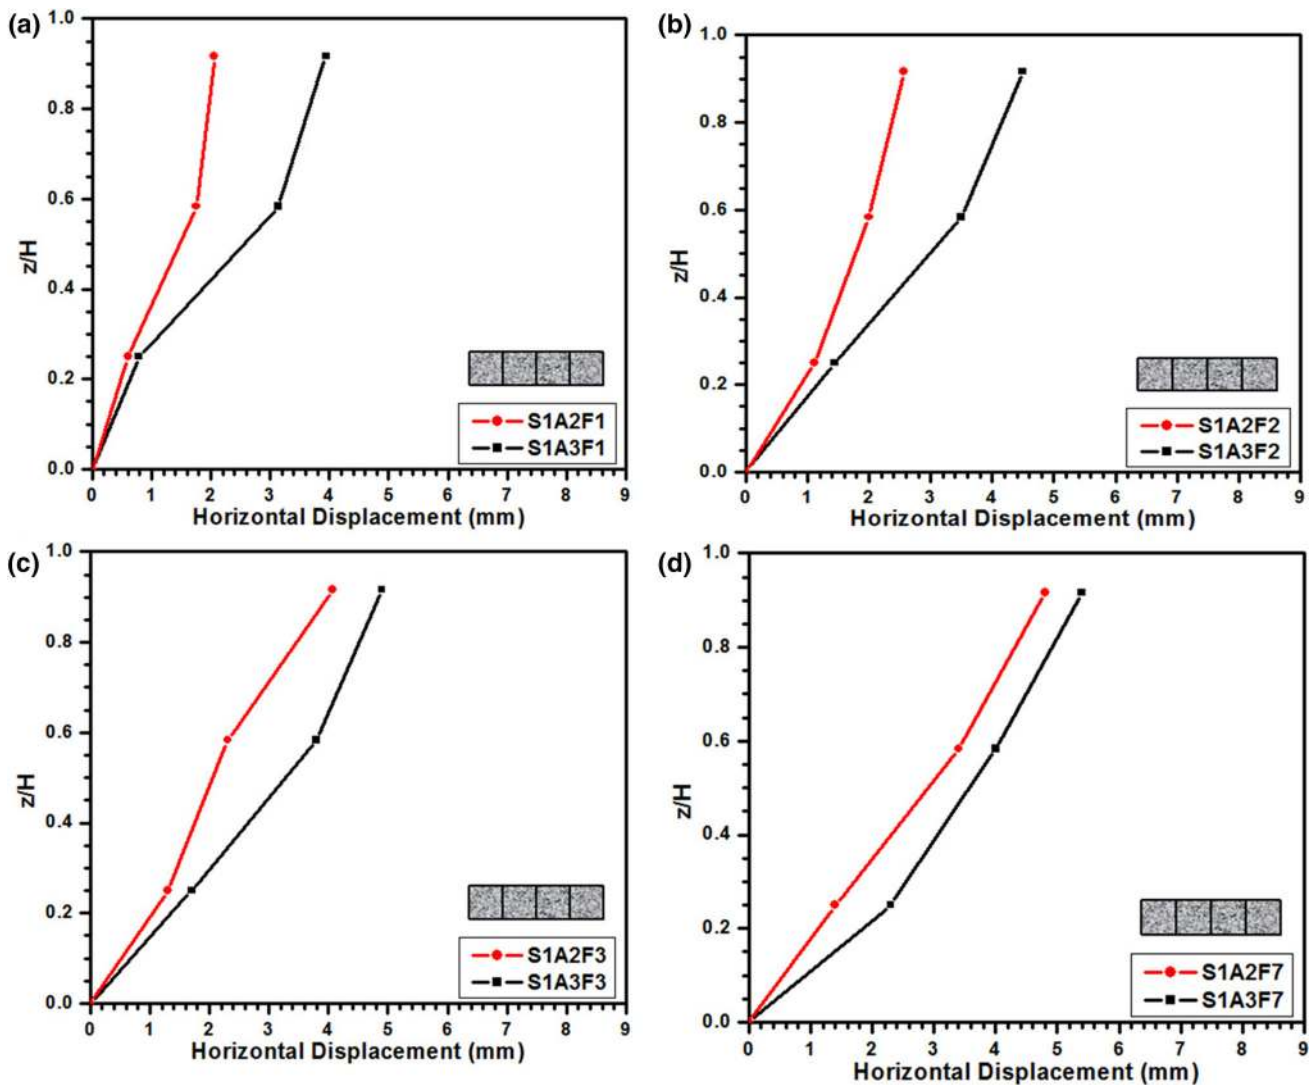 (a)
1.0
0.8
0.6
0.4
0.2
0.0
z/H
S1A2F1
S1A3F1
0 1 2 3 4 5 6 7 8 9
Horizontal Displacement (mm)
(b)
1.0
0.8
0.6
0.4
0.2
0.0
z/H
S1A2F2
S1A3F2
0 1 2 3 4 5 6 7 8 9
Horizontal Displacement (mm)
(c)
1.0
0.8
0.6
0.4
0.2
0.0
z/H
S1A2F3
S1A3F3
0 1 2 3 4 5 6 7 8 9
Horizontal Displacement (mm)
(d)
1.0
0.8
0.6
0.4
0.2
0.0
z/H
S1A2F7
S1A3F7
0 1 2 3 4 5 6 7 8 9
Horizontal Displacement (mm)